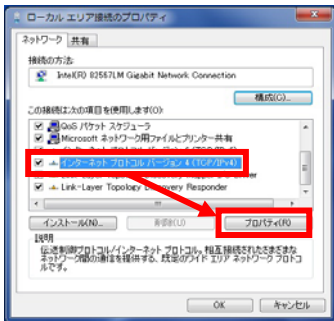 ローカル エリア接続のプロパティ
ネットワーク 共有
接続の方法:
Intel(R) 82567LM Gigabit Network Connection
構成(C)...
この接続は次の項目を使用します(O):
QoS パケット スケジューラ
Microsoft ネットワーク用ファイルとプリンター共有
インターネット プロトコル バージョン 4 (TCP/IPv4)
Link-Layer Topology Discovery Responder
インストール(N)...
削除(U)
プロパティ(R)
説明
伝送制御プロトコル/インターネット プロトコル。相互接続されたさまざまな
ネットワーク間の通信を提供する、既定のワイド エリア ネットワーク プロトコ
ルです。
OK
キャンセル